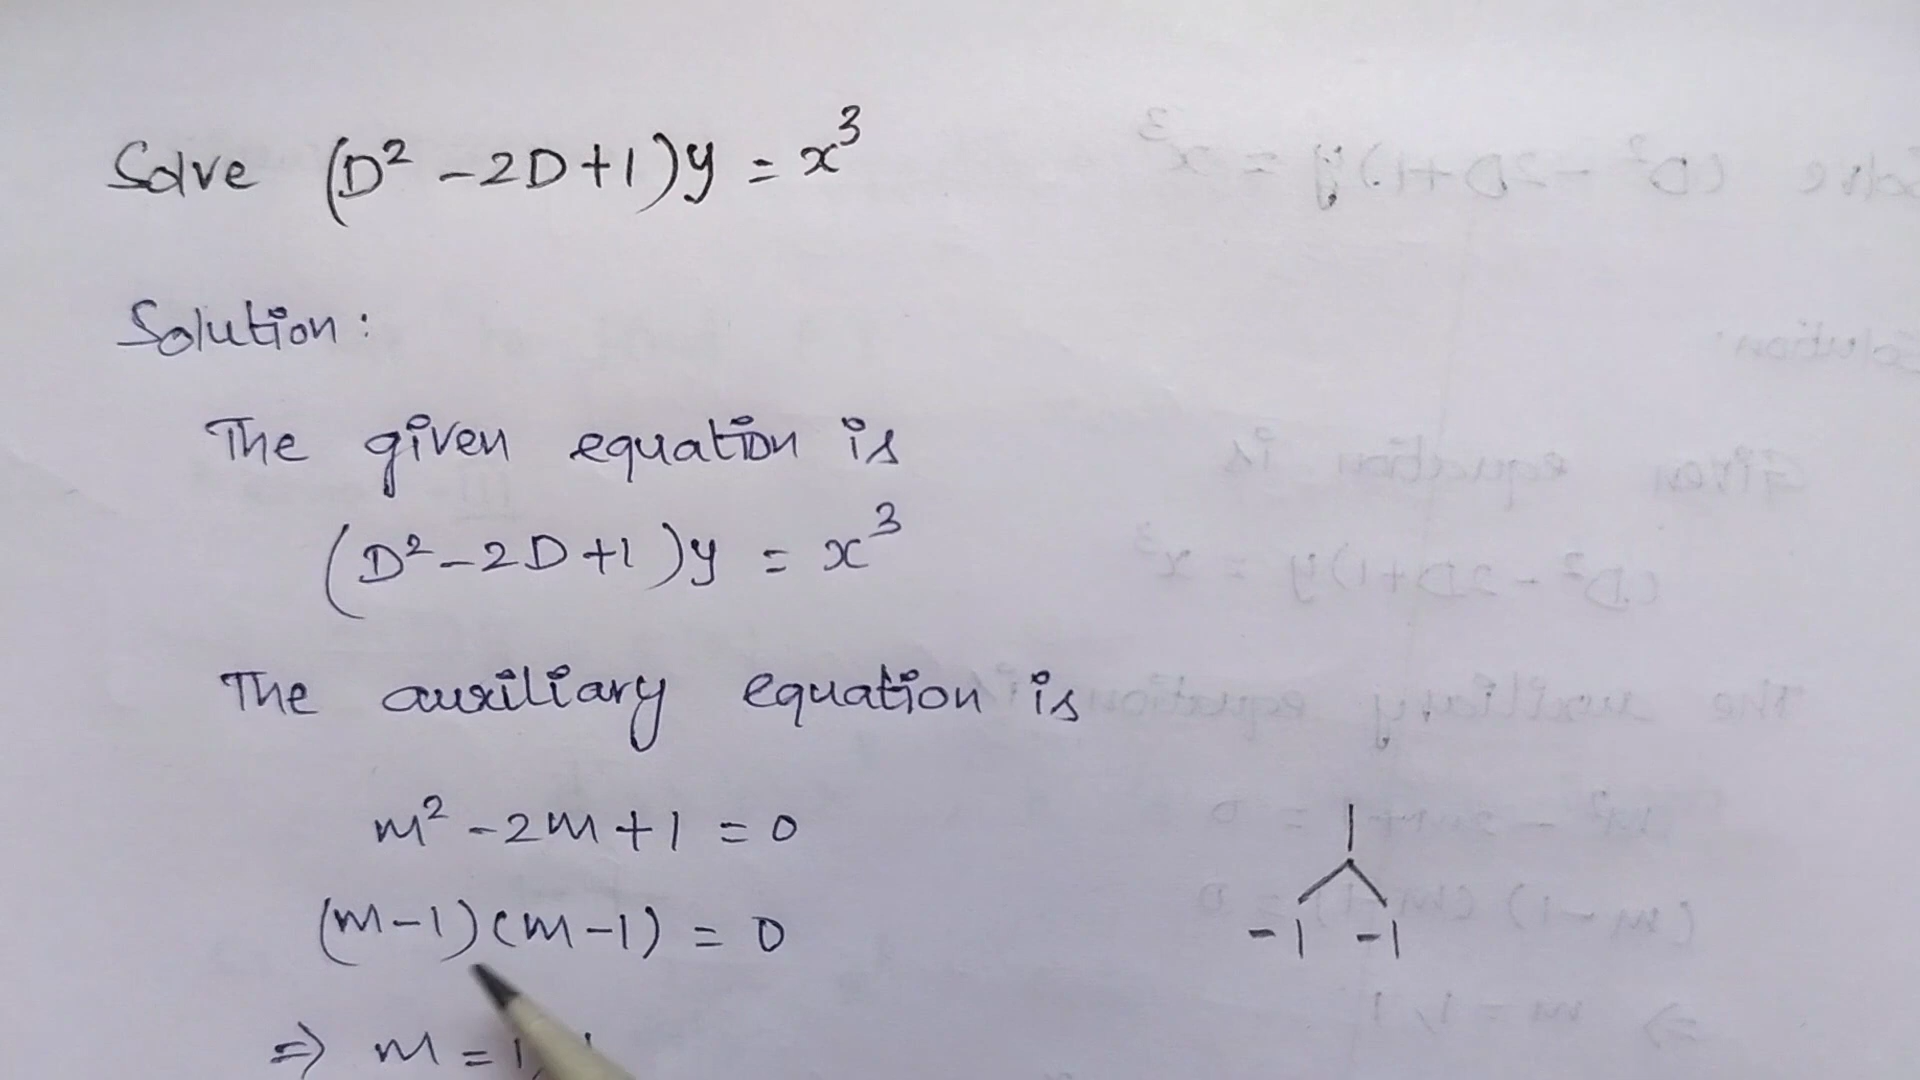 Solve (D² - 2D + 1)y = x³
Solution:
The given equation is
(D² - 2D + 1)y = x³
The auxiliary equation is
m² - 2m + 1 = 0
(m-1)(m-1) = 0
1
-1 -1
⇒ m = 1,